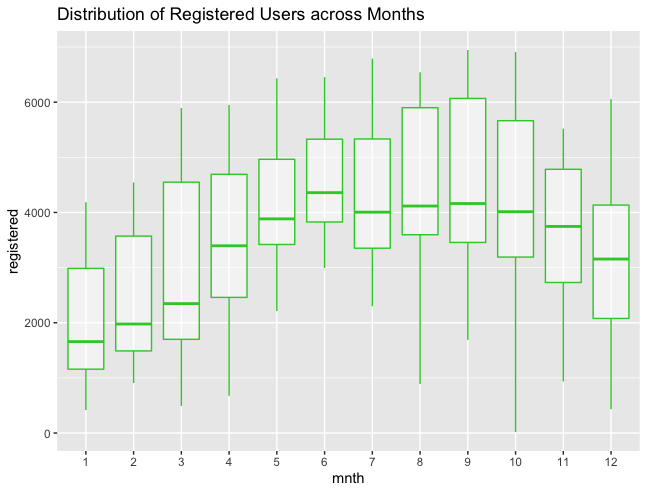 Distribution of Registered Users across Months
registered
6000
4000
2000
0
1 2 3 4 5 6 7 8 9 10 11 12
mnth